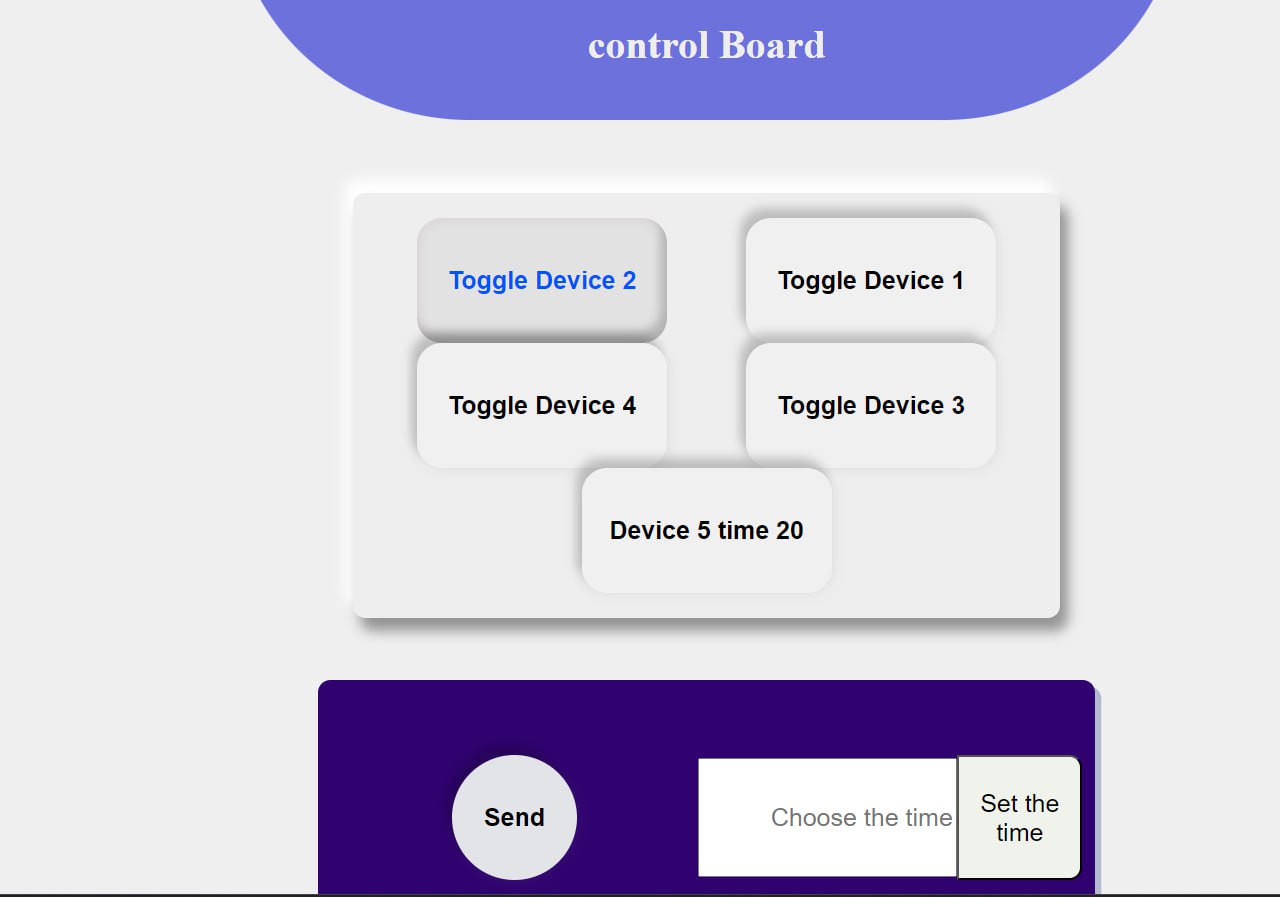 control Board
Toggle Device 2
Toggle Device 1
Toggle Device 4
Toggle Device 3
Device 5 time 20
Send
Choose the time
Set the
time